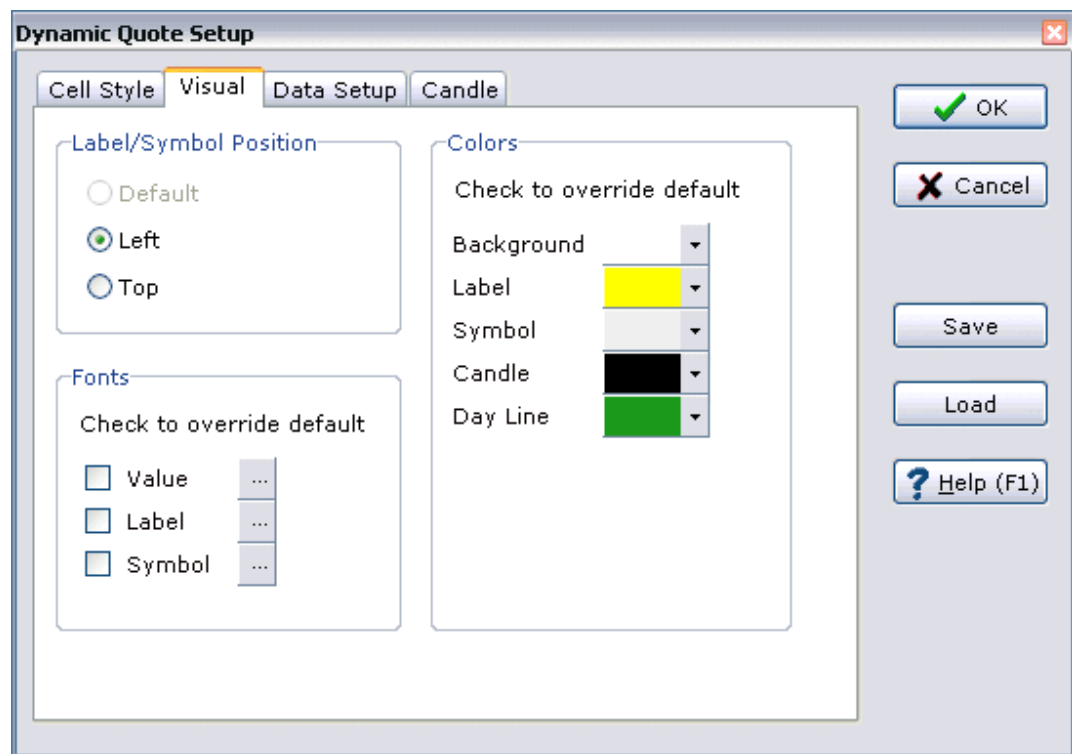 Dynamic Quote Setup
Cell Style Visual Data Setup Candle
Label/Symbol Position
Default
Left
Top
Fonts
Check to override default
Value ...
Label ...
Symbol ...
Colors
Check to override default
Background
Label
Symbol
Candle
Day Line
OK
Cancel
Save
Load
? Help (F1)